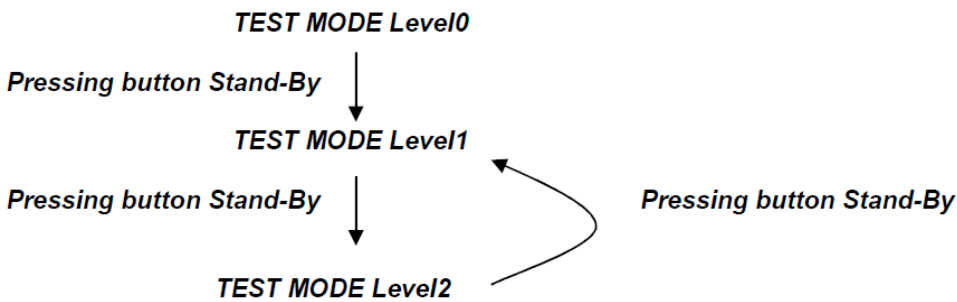 TEST MODE Level0
Pressing button Stand-By
TEST MODE Level1
Pressing button Stand-By
Pressing button Stand-By
TEST MODE Level2